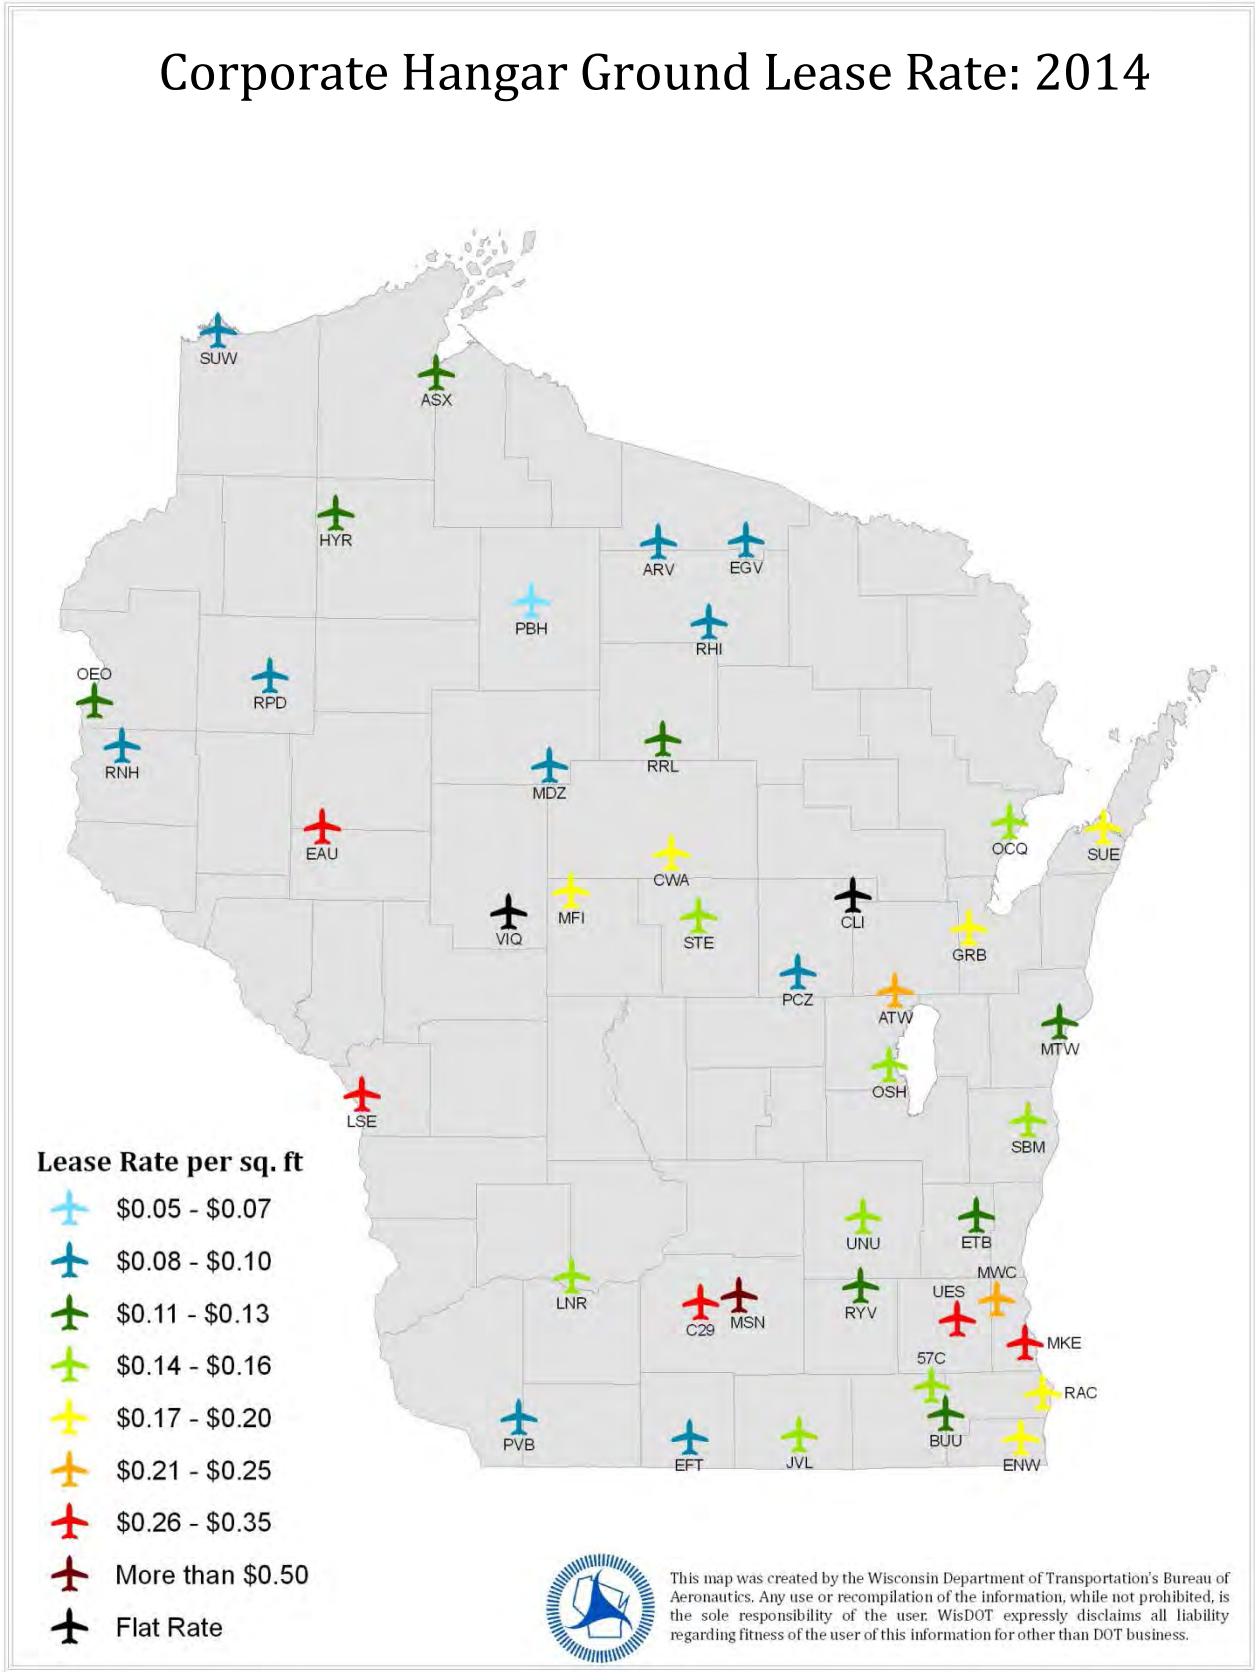 Corporate Hangar Ground Lease Rate: 2014
SUW
ASX
HYR
ARV
EGV
PBH
RHI
OEO
RPD
RNH
RRL
MDZ
EAU
OCQ
SUE
CWA
MFI
CLI
VIQ
STE
GRB
PCZ
ATW
MTW
OSH
LSE
SBM
UNU
ETB
MWC
LNR
UES
RYV
C29
MSN
MKE
57C
RAC
PVB
BUU
EFT
JVL
ENW
Lease Rate per sq. ft
$0.05 - $0.07
$0.08 - $0.10
$0.11 - $0.13
$0.14 - $0.16
$0.17 - $0.20
$0.21 - $0.25
$0.26 - $0.35
More than $0.50
Flat Rate
This map was created by the Wisconsin Department of Transportation's Bureau of
Aeronautics. Any use or recompilation of the information, while not prohibited, is
the sole responsibility of the user. WisDOT expressly disclaims all liability
regarding fitness of the user of this information for other than DOT business.